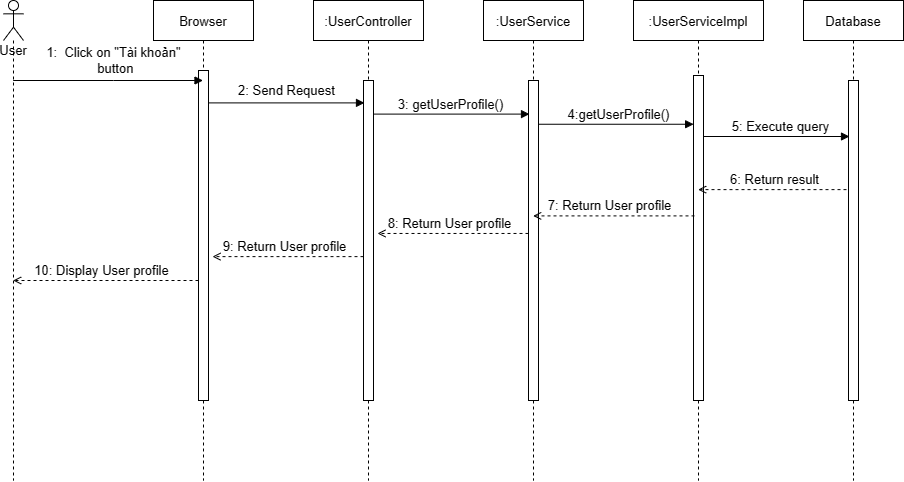 Browser
:UserController
:UserService
:UserServiceImpl
Database
User
1: Click on "Tài khoản"
button
2: Send Request
3: getUserProfile()
4:getUserProfile()
5: Execute query
6: Return result
7: Return User profile
8: Return User profile
9: Return User profile
10: Display User profile